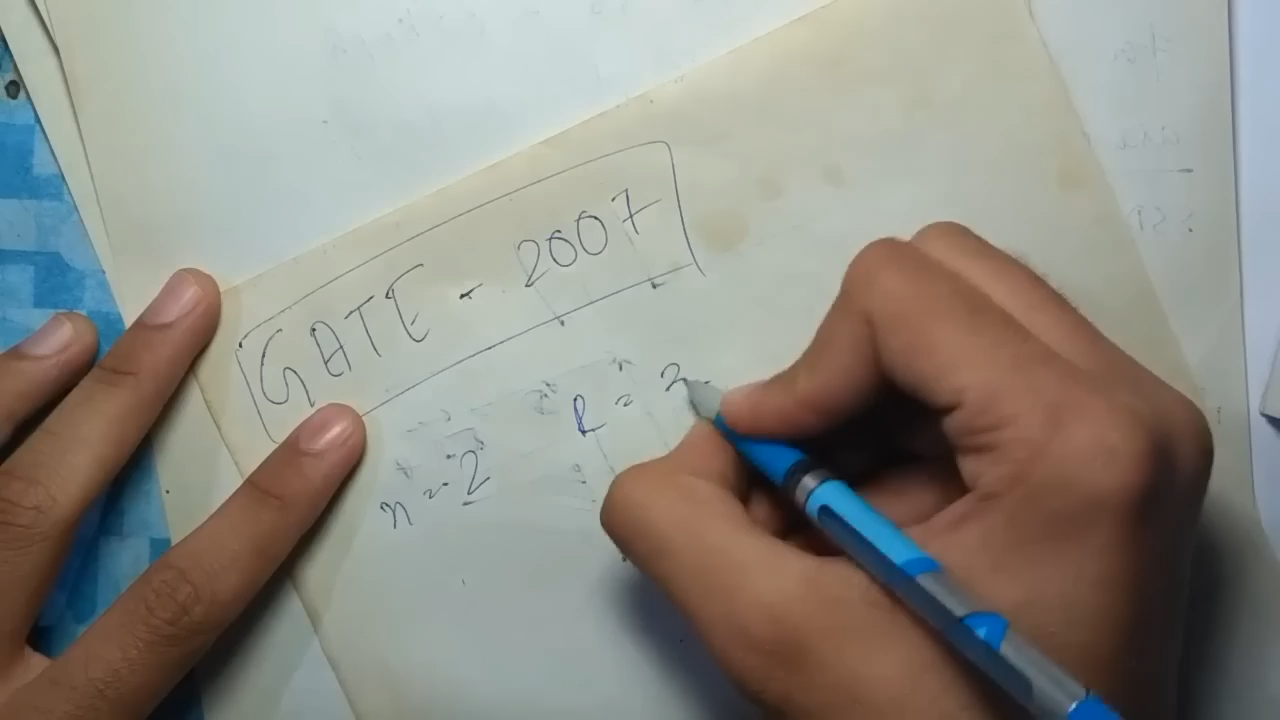 GATE - 2007
n = 2 R = 2